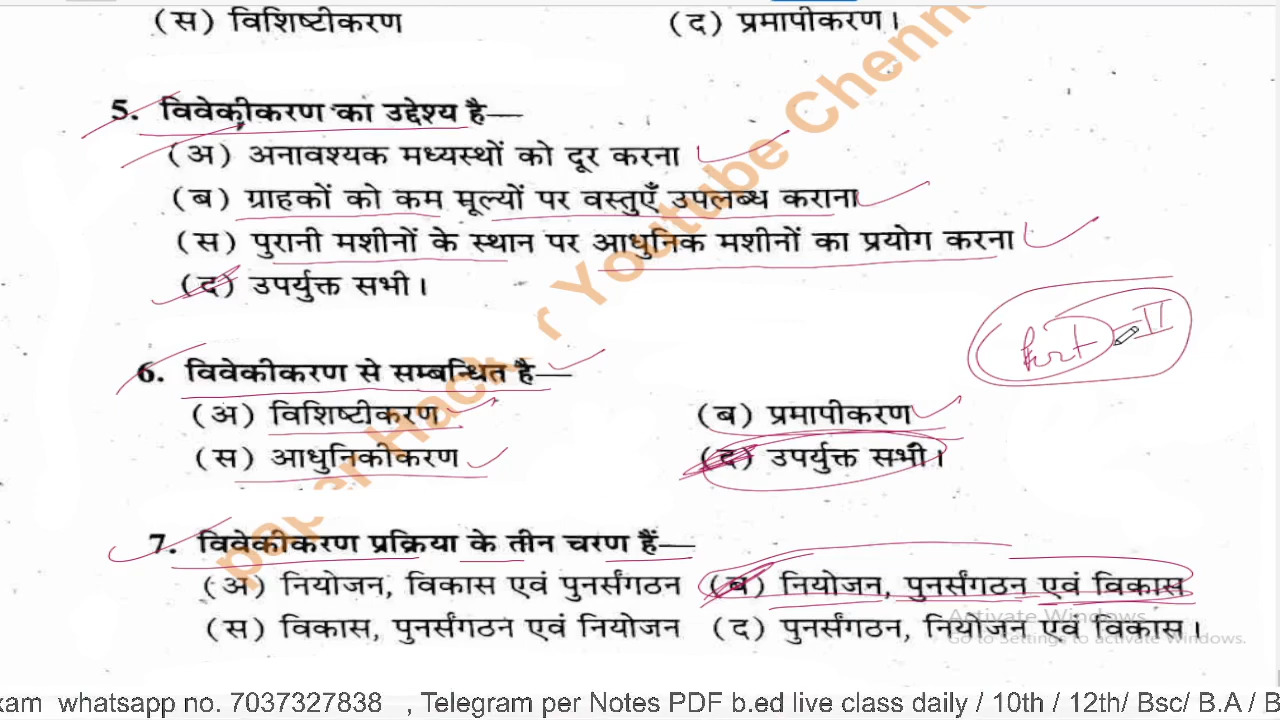 (स) विशिष्टीकरण (द) प्रमापीकरण।
5. विवेकीकरण का उद्देश्य है—
(अ) अनावश्यक मध्यस्थों को दूर करना
(ब) ग्राहकों को कम मूल्यों पर वस्तुएँ उपलब्ध कराना
(स) पुरानी मशीनों के स्थान पर आधुनिक मशीनों का प्रयोग करना
(द) उपर्युक्त सभी।
Part - II
6. विवेकीकरण से सम्बन्धित है—
(अ) विशिष्टीकरण (ब) प्रमापीकरण
(स) आधुनिकीकरण (द) उपर्युक्त सभी।
7. विवेकीकरण प्रक्रिया के तीन चरण हैं—
(अ) नियोजन, विकास एवं पुनर्संगठन (ब) नियोजन, पुनर्संगठन एवं विकास
(स) विकास, पुनर्संगठन एवं नियोजन (द) पुनर्संगठन, नियोजन एवं विकास।
paper Hack r Youtube Chenn
Activate Windows
Go to Settings to activate Windows.
xam whatsapp no. 7037327838 , Telegram per Notes PDF b.ed live class daily / 10th / 12th/ Bsc/ B.A / B